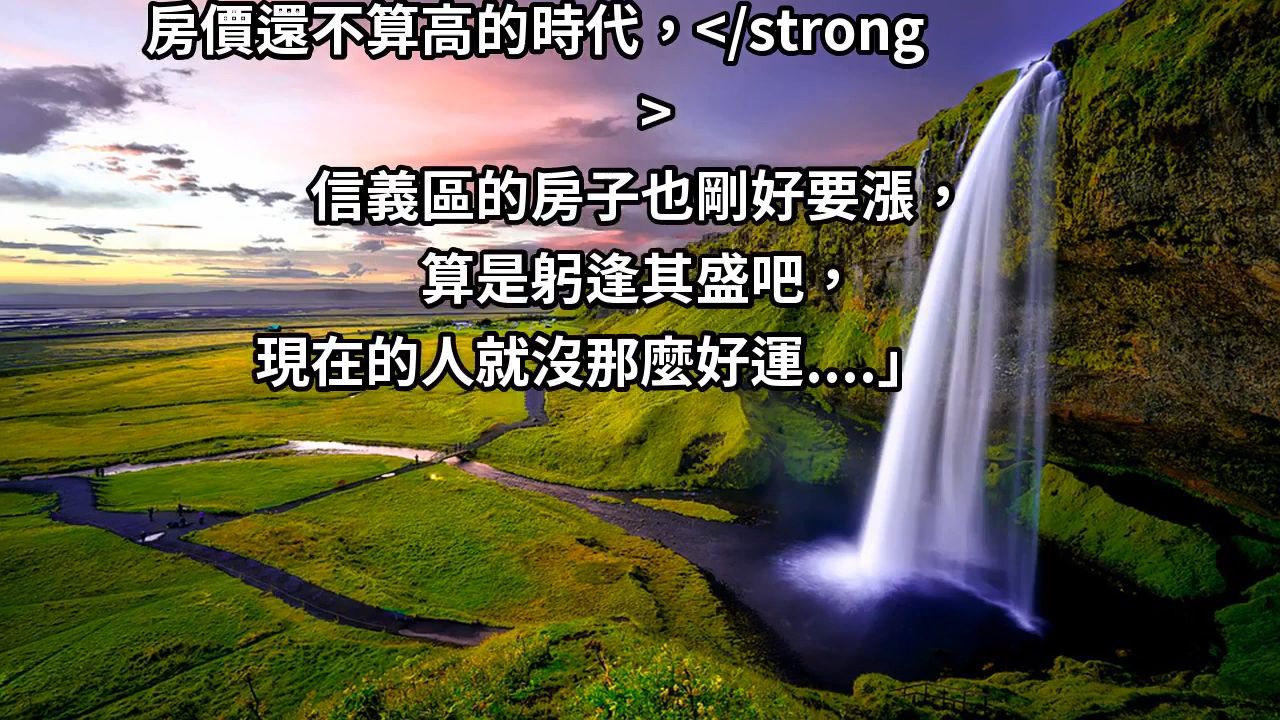 房價還不算高的時代，</strong
>
信義區的房子也剛好要漲，
算是躬逢其盛吧，
現在的人就沒那麼好運....」